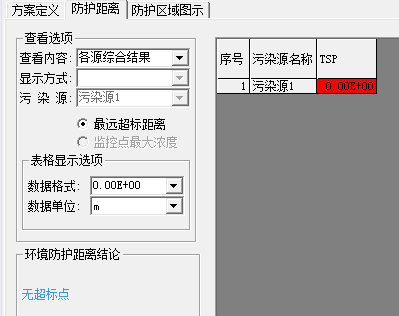 方案定义 防护距离 防护区域图示
查看选项
查看内容: 各源综合结果
显示方式:
污 染 源: 污染源1
最远超标距离
监控点最大浓度
表格显示选项
数据格式: 0.00E+00
数据单位: m
环境防护距离结论
无超标点
序号 污染源名称 TSP
1 污染源1 0.00E+00